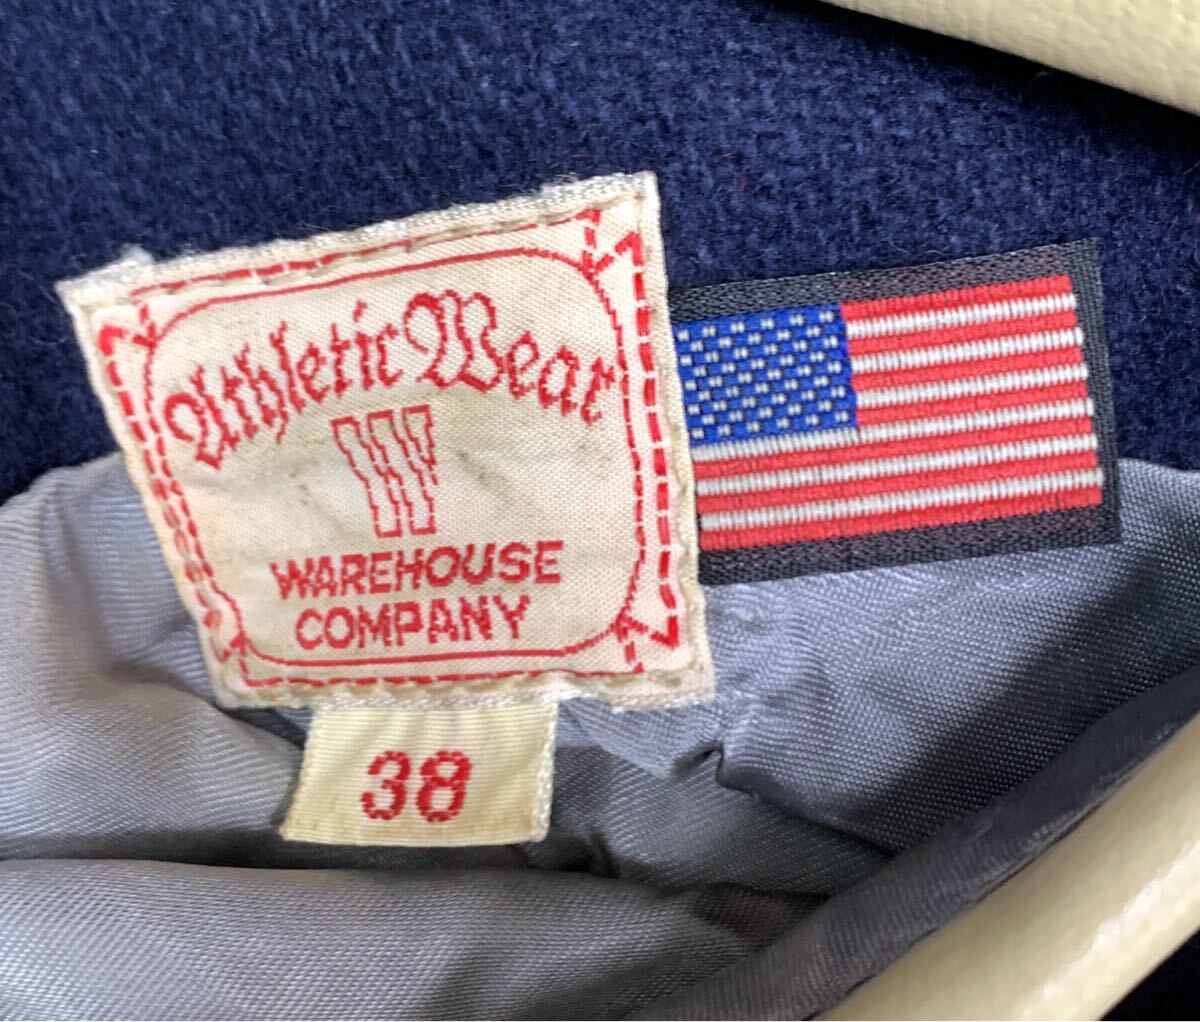 Athletic Wear
W
WAREHOUSE
COMPANY
38